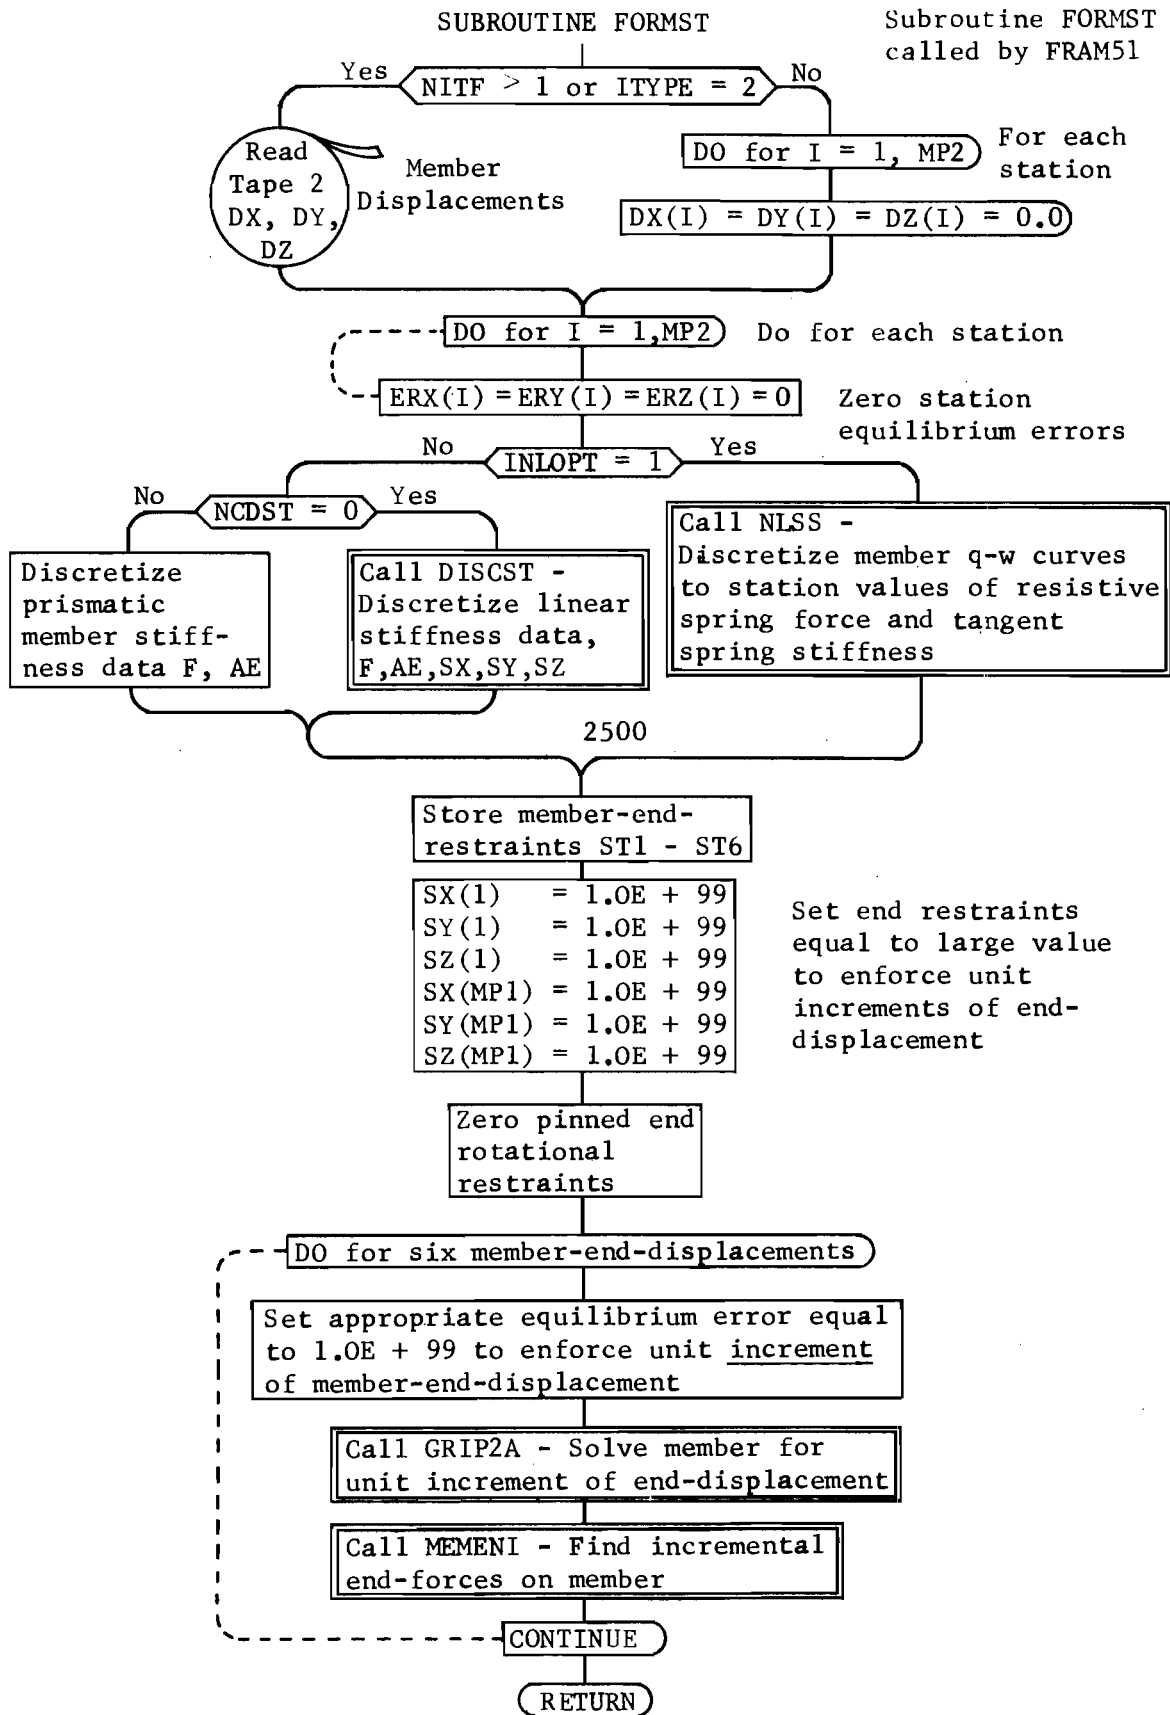 SUBROUTINE FORMST
Subroutine FORMST
called by FRAM51
Yes
NITF > 1 or ITYPE = 2
No
Read
Tape 2
DX, DY,
DZ
Member
Displacements
DO for I = 1, MP2
For each
station
DX(I) = DY(I) = DZ(I) = 0.0
DO for I = 1,MP2
Do for each station
ERX(I) = ERY(I) = ERZ(I) = 0
Zero station
equilibrium errors
No
INLOPT = 1
Yes
No
NCDST = 0
Yes
Discretize
prismatic
member stiff-
ness data F, AE
Call DISCST -
Discretize linear
stiffness data,
F,AE,SX,SY,SZ
Call NLSS -
Discretize member q-w curves
to station values of resistive
spring force and tangent
spring stiffness
2500
Store member-end-
restraints ST1 - ST6
SX(1) = 1.0E + 99
SY(1) = 1.0E + 99
SZ(1) = 1.0E + 99
SX(MP1) = 1.0E + 99
SY(MP1) = 1.0E + 99
SZ(MP1) = 1.0E + 99
Set end restraints
equal to large value
to enforce unit
increments of end-
displacement
Zero pinned end
rotational
restraints
DO for six member-end-displacements
Set appropriate equilibrium error equal
to 1.0E + 99 to enforce unit increment
of member-end-displacement
Call GRIP2A - Solve member for
unit increment of end-displacement
Call MEMENI - Find incremental
end-forces on member
CONTINUE
RETURN